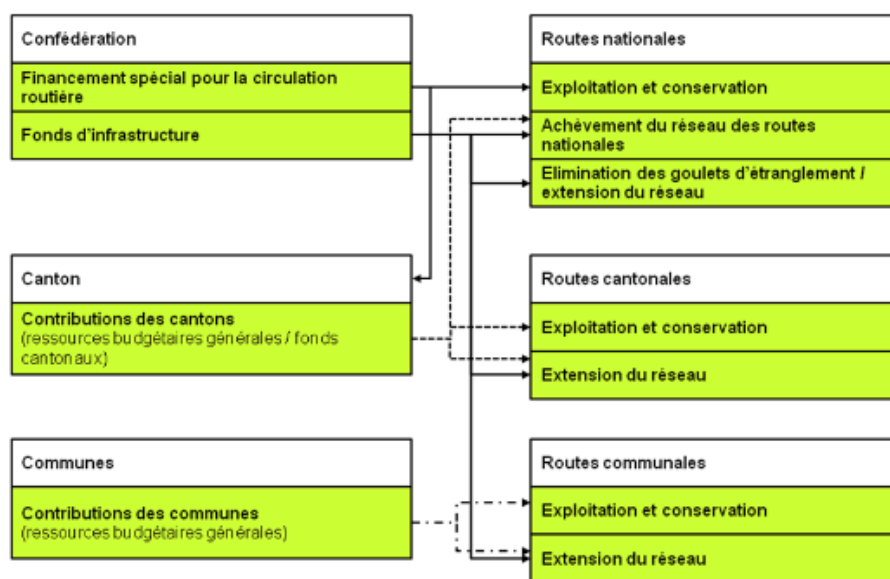 Confédération
Financement spécial pour la circulation
routière
Fonds d'infrastructure
Routes nationales
Exploitation et conservation
Achèvement du réseau des routes
nationales
Elimination des goulets d'étranglement /
extension du réseau
Canton
Contributions des cantons
(ressources budgétaires générales / fonds
cantonaux)
Routes cantonales
Exploitation et conservation
Extension du réseau
Communes
Contributions des communes
(ressources budgétaires générales)
Routes communales
Exploitation et conservation
Extension du réseau